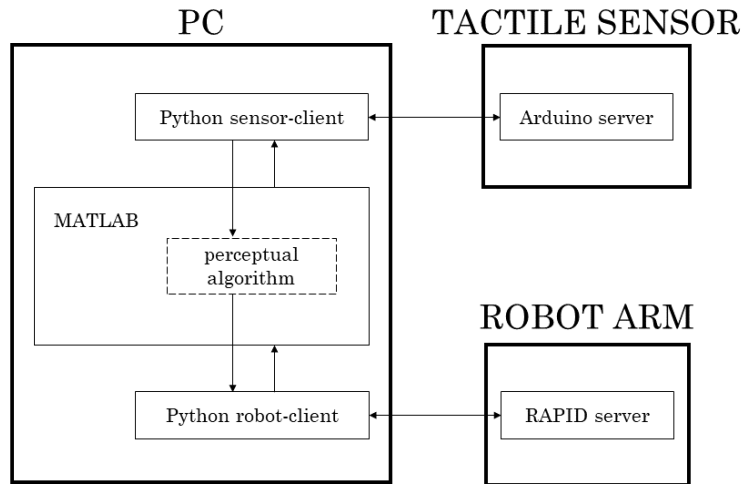 PC
TACTILE SENSOR
Python sensor-client
Arduino server
MATLAB
perceptual
algorithm
ROBOT ARM
Python robot-client
RAPID server